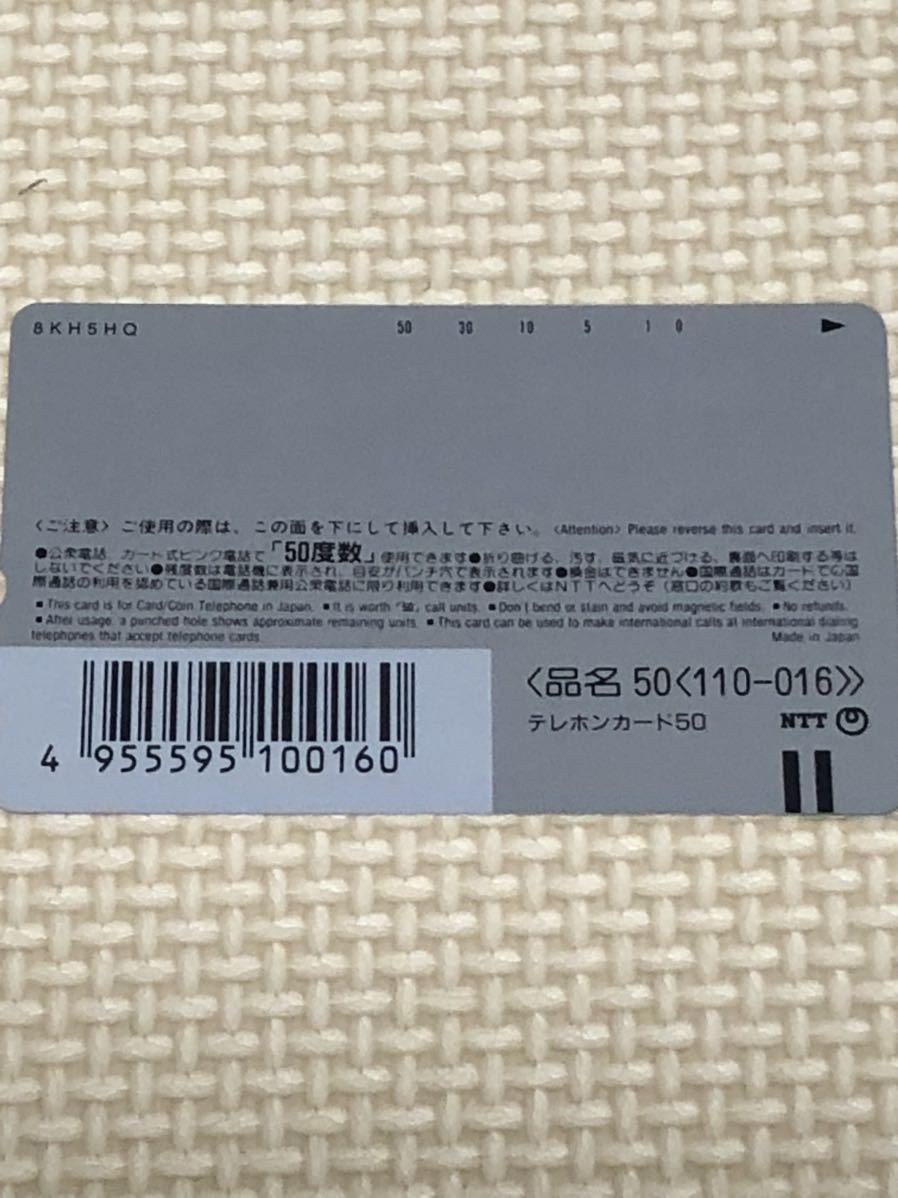 8KH5HQ 50 30 10 5 1 0 ▶
〈ご注意〉ご使用の際は、この面を下にして挿入して下さい。〈Attention〉Please reverse this card and insert it.
●公衆電話、カード式ピンク電話で「50度数」使用できます●折り曲げる、汚す、磁気に近づける、裏面へ印刷する等は
しないでください●残度数は電話機に表示され、目安がパンチ穴で表示されます●換金はできません●国際通話はカードでの国
際通話の利用を認めている国際通話兼用公衆電話に限り利用できます●詳しくはNTTへどうぞ（窓口の約款もご覧ください）
■ This card is for Card/Coin Telephone in Japan. ■ It is worth "50" call units. ■ Don't bend or stain and avoid magnetic fields. ■ No refunds.
■ After usage, a punched hole shows approximate remaining units. ■ This card can be used to make international calls at international dialing
telephones that accept telephone cards. Made in Japan
〈品名 50〈110-016〉〉
テレホンカード50 NTT
4 955595 100160